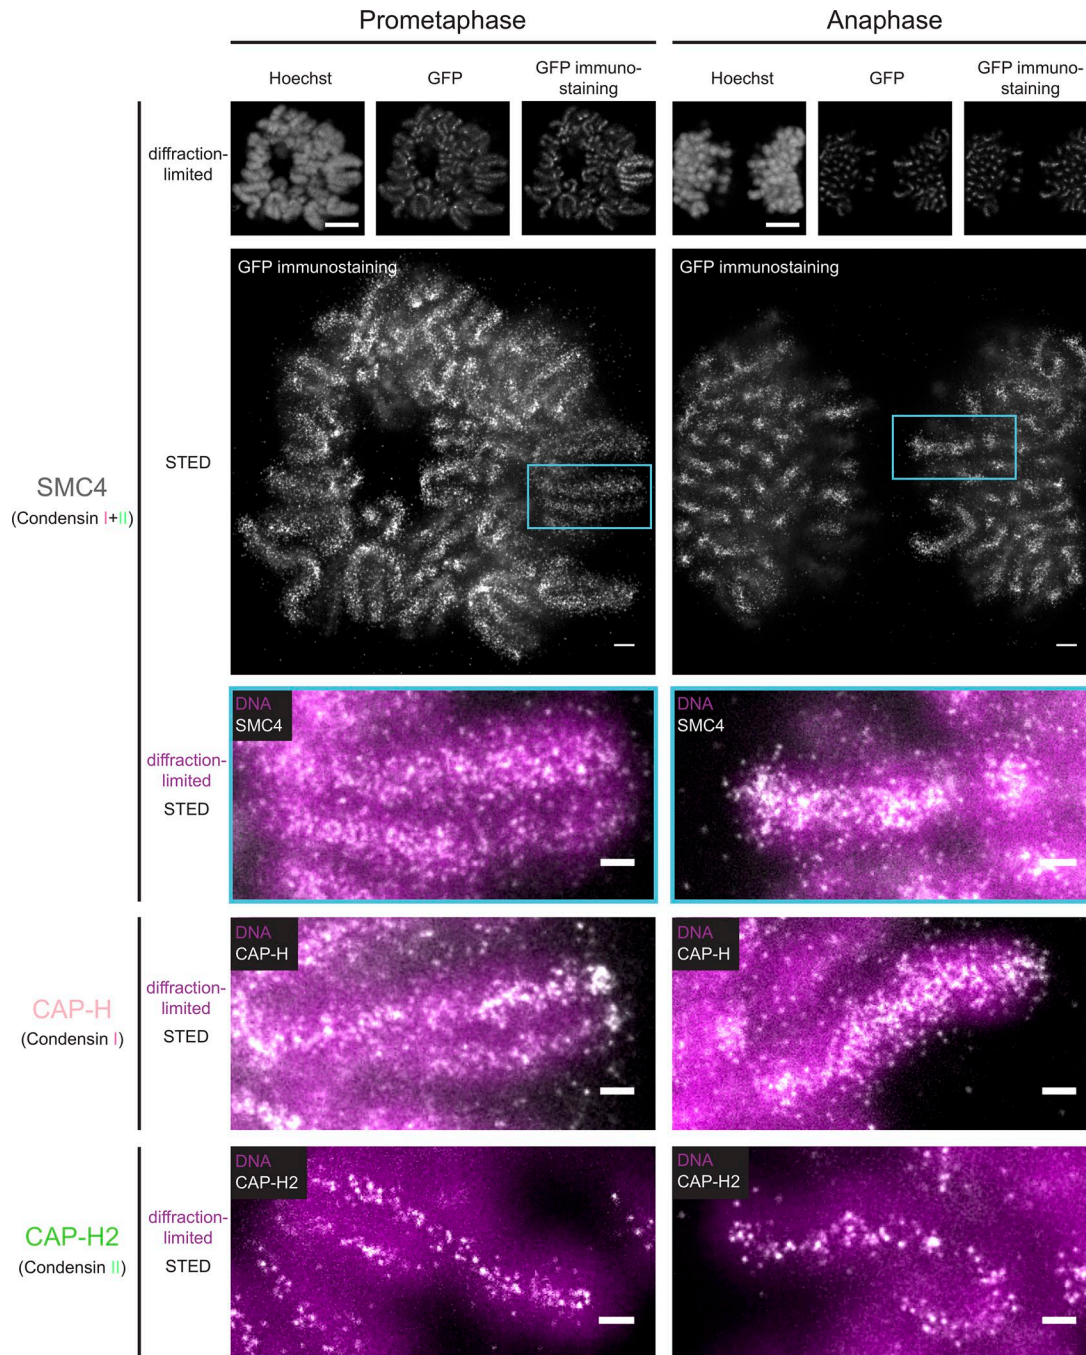 Prometaphase
Anaphase
Hoechst
GFP
GFP immuno-
staining
Hoechst
GFP
GFP immuno-
staining
diffraction-
limited
GFP immunostaining
GFP immunostaining
STED
SMC4
(Condensin I+II)
DNA
SMC4
DNA
SMC4
diffraction-
limited
STED
DNA
CAP-H
DNA
CAP-H
CAP-H
(Condensin I)
diffraction-
limited
STED
DNA
CAP-H2
DNA
CAP-H2
CAP-H2
(Condensin II)
diffraction-
limited
STED